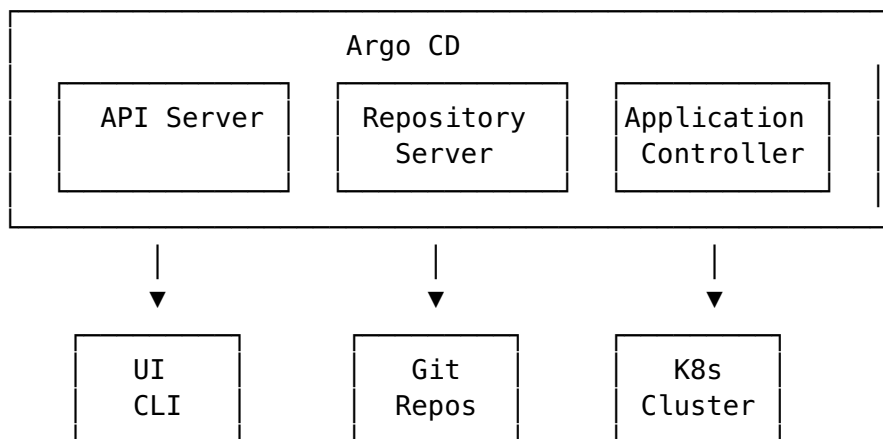 Argo CD
API Server
Repository
Server
Application
Controller
UI
CLI
Git
Repos
K8s
Cluster